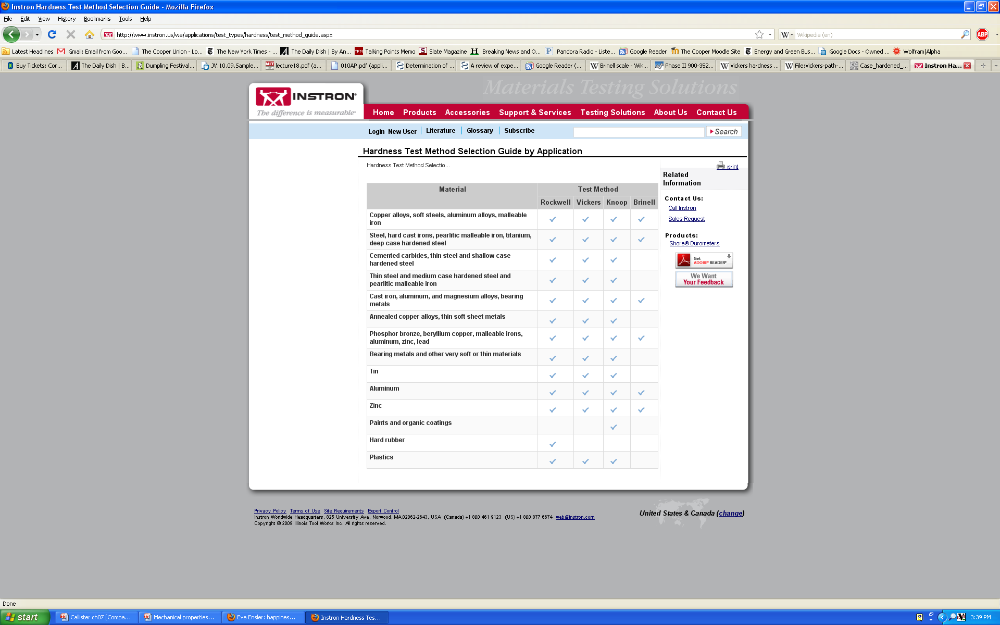 Instron Hardness Test Method Selection Guide - Mozilla Firefox
File Edit View History Bookmarks Tools Help
http://www.instron.us/wa/applications/test_types/hardness/test_method_guide.aspx
W Wikipedia (en) ABP
Latest Headlines Gmail: Email from Goo... The Cooper Union - Lo... The New York Times - ... The Daily Dish | By An... TPM Talking Points Memo Slate Magazine Breaking News and O... Pandora Radio - Liste... Google Reader The Cooper Moodle Site Energy and Green Bus... Google Docs - Owned ... Wolfram|Alpha
Buy Tickets: Cor... The Daily Dish | B... Dumpling Festival... JV.10.09.Sample... lecture18.pdf (a... 010AP.pdf (appli... Determination of ... A review of expe... Google Reader (... Brinell scale - Wik... Phase II 900-352... Vickers hardness ... File:Vickers-path-... Case_hardened_... Instron Ha...
Materials Testing Solutions
INSTRON®
The difference is measurable®
Home Products Accessories Support & Services Testing Solutions About Us Contact Us
Login New User Literature Glossary Subscribe Search
Hardness Test Method Selection Guide by Application
Hardness Test Method Selectio...
print
Related
Information
Contact Us:
Call Instron
Sales Request
Products:
Shore® Durometers
Get
ADOBE® READER®
We Want
Your Feedback
Material Test Method
Rockwell Vickers Knoop Brinell
Copper alloys, soft steels, aluminum alloys, malleable
iron
Steel, hard cast irons, pearlitic malleable iron, titanium,
deep case hardened steel
Cemented carbides, thin steel and shallow case
hardened steel
Thin steel and medium case hardened steel and
pearlitic malleable iron
Cast iron, aluminum, and magnesium alloys, bearing
metals
Annealed copper alloys, thin soft sheet metals
Phosphor bronze, beryllium copper, malleable irons,
aluminum, zinc, lead
Bearing metals and other very soft or thin materials
Tin
Aluminum
Zinc
Paints and organic coatings
Hard rubber
Plastics
Privacy Policy Terms of Use Site Requirements Export Control
Instron Worldwide Headquarters, 825 University Ave, Norwood, MA 02062-2643, USA (Canada) +1 800 461 9123 (US) +1 800 877 6674 web@instron.com
Copyright © 2009 Illinois Tool Works Inc. All rights reserved.
United States & Canada (change)
Done
start Callister ch07 [Compa... Mechanical properties... Eve Ensler: happines... Instron Hardness Tes... 3:39 PM